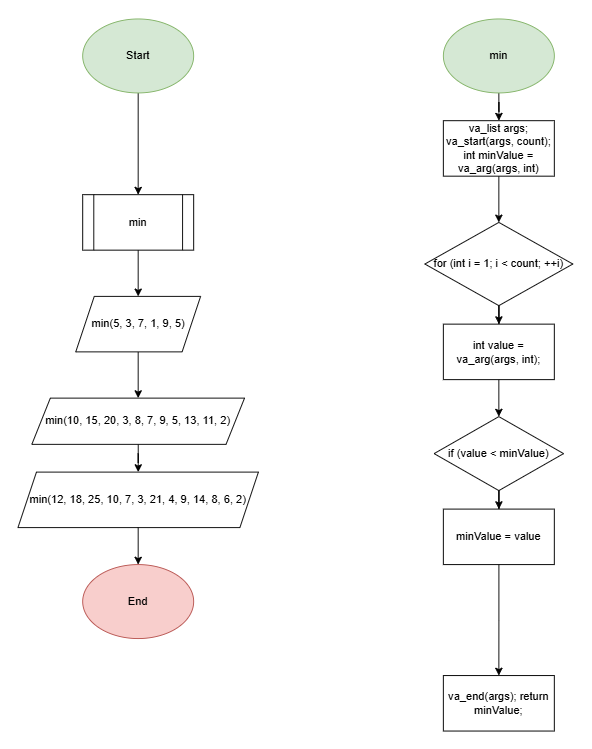 Start
min
min(5, 3, 7, 1, 9, 5)
min(10, 15, 20, 3, 8, 7, 9, 5, 13, 11, 2)
min(12, 18, 25, 10, 7, 3, 21, 4, 9, 14, 8, 6, 2)
End
min
va_list args;
va_start(args, count);
int minValue =
va_arg(args, int)
for (int i = 1; i < count; ++i)
int value =
va_arg(args, int);
if (value < minValue)
minValue = value
va_end(args); return
minValue;